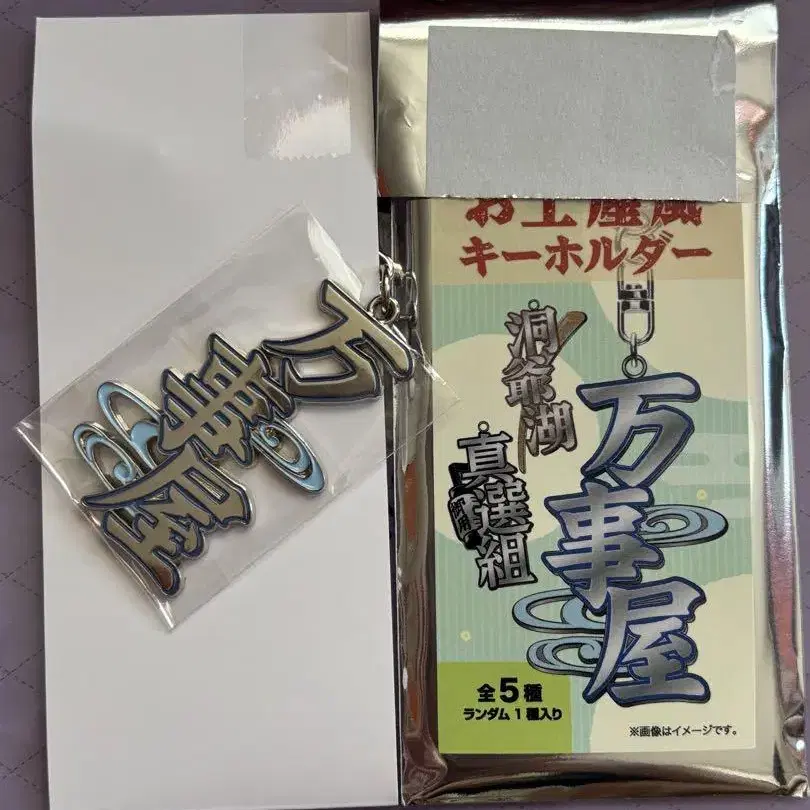 万事屋
お土産風
キーホルダー
洞爺湖
真選組
御用
万事屋
全5種
ランダム1種入り
※画像はイメージです。